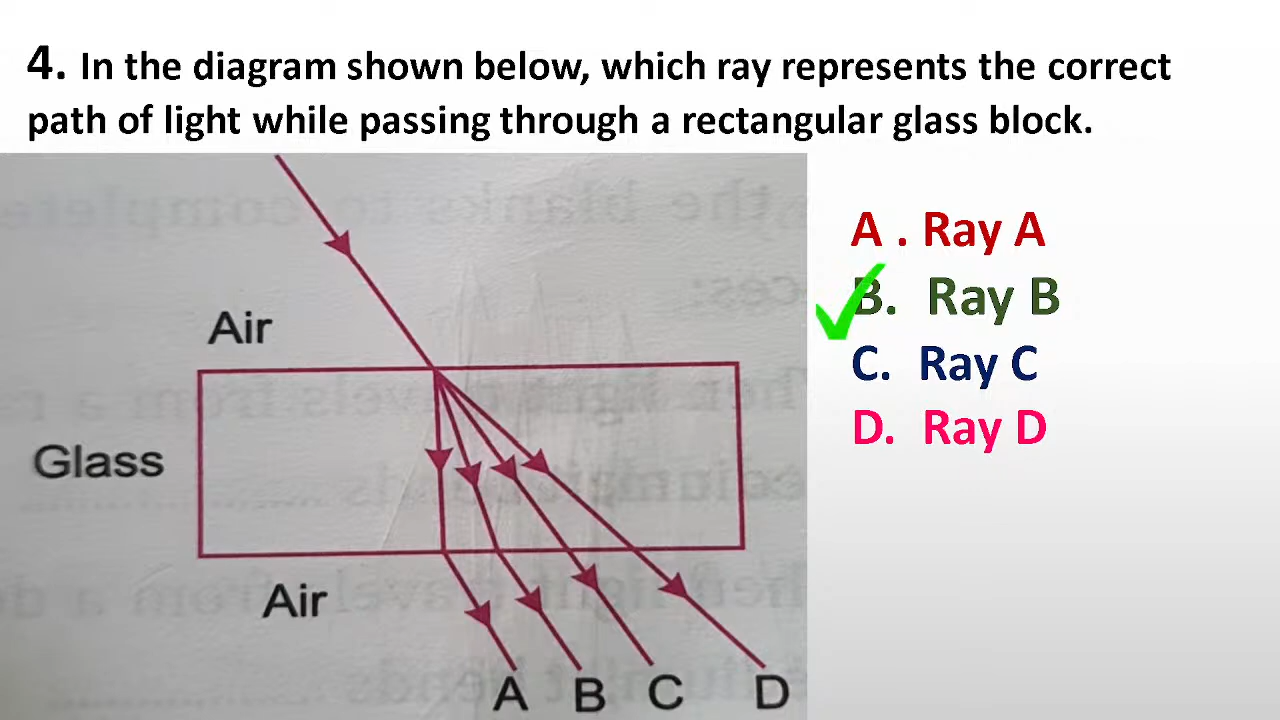 4. In the diagram shown below, which ray represents the correct
path of light while passing through a rectangular glass block.
A . Ray A
B. Ray B
C. Ray C
D. Ray D
Air
Glass
Air
A B C D